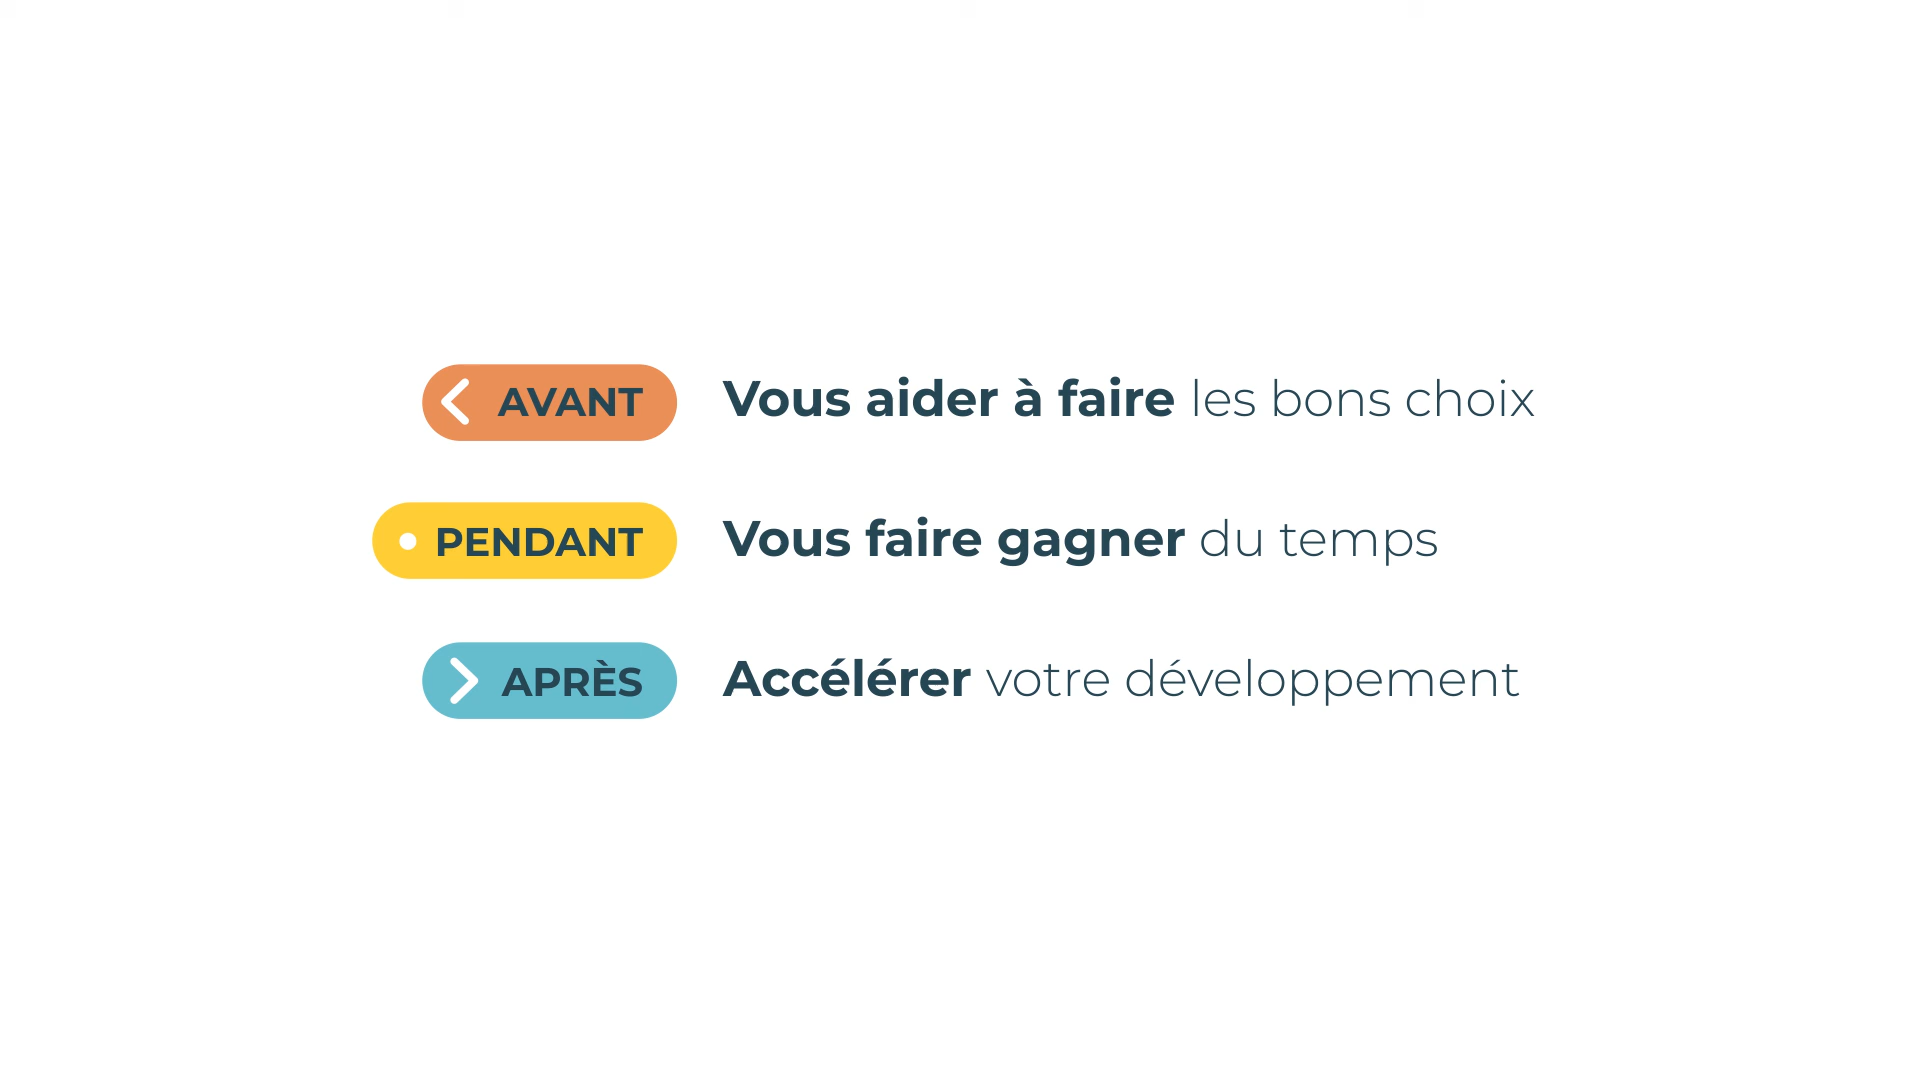 AVANT Vous aider à faire les bons choix
PENDANT Vous faire gagner du temps
APRÈS Accélérer votre développement